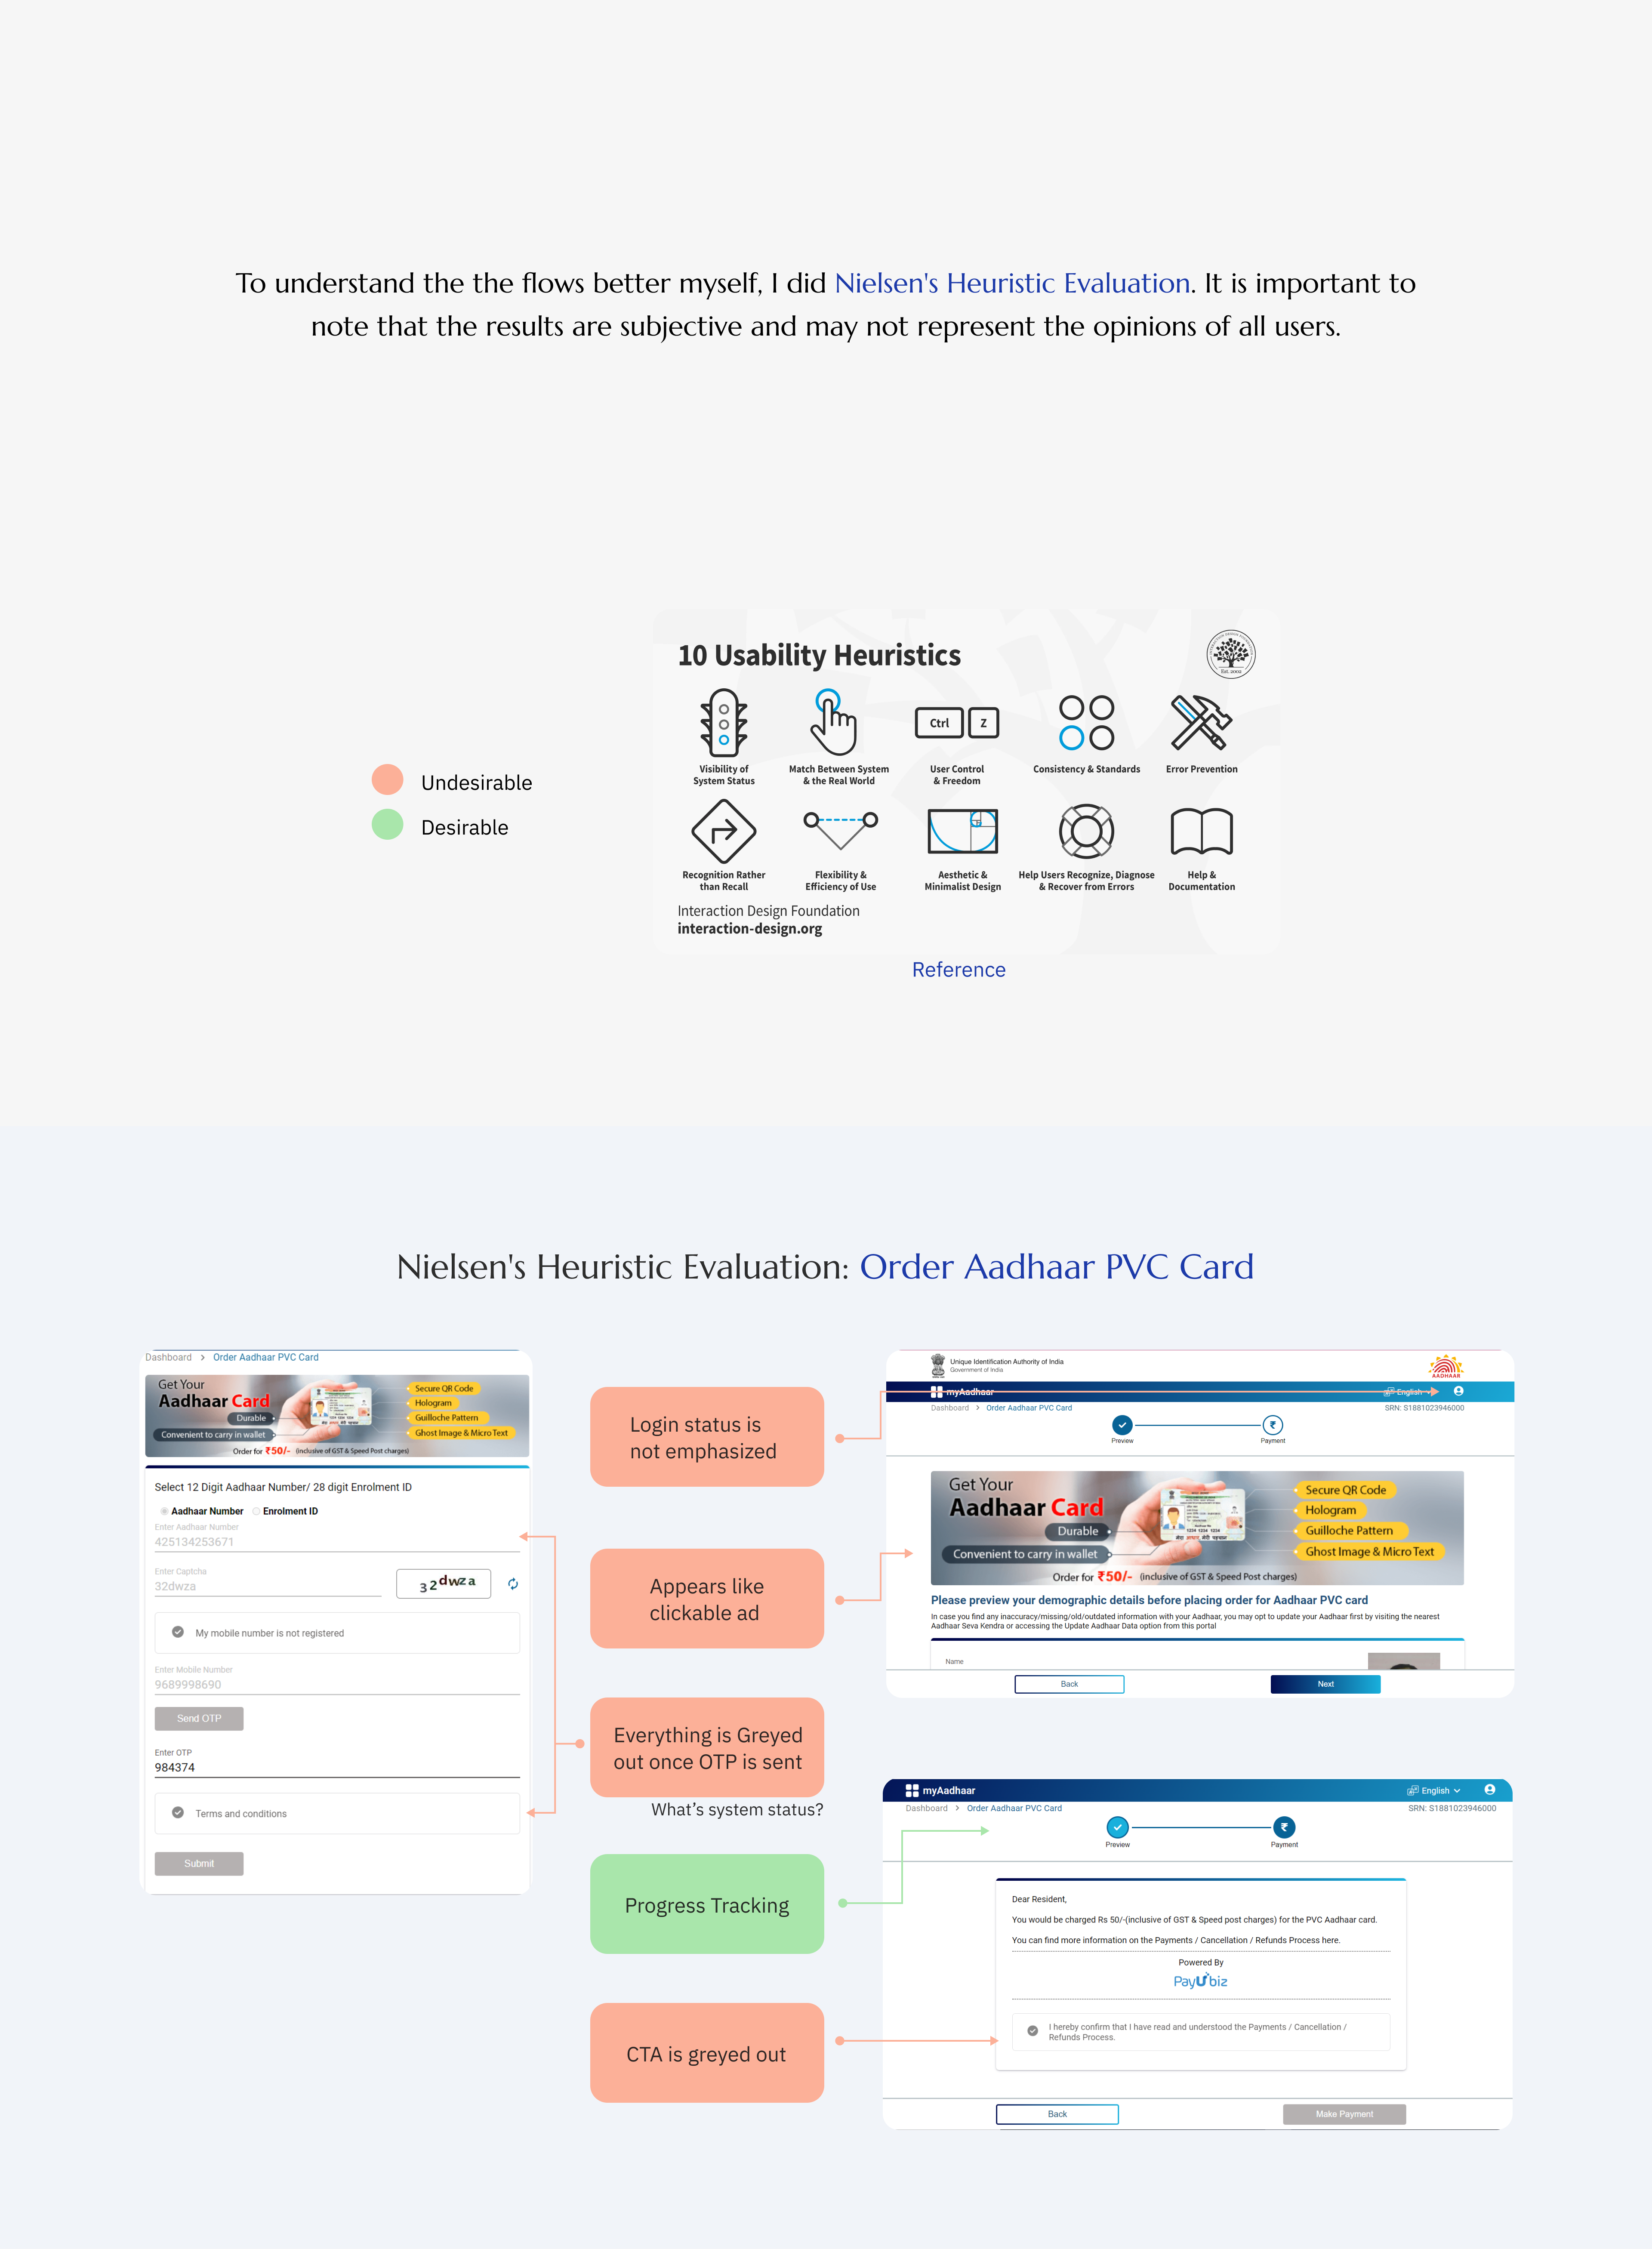 To understand the the flows better myself, I did Nielsen's Heuristic Evaluation. It is important to
note that the results are subjective and may not represent the opinions of all users.
Undesirable
Desirable
10 Usability Heuristics
Est. 2002
Ctrl
Z
Visibility of
System Status
Match Between System
& the Real World
User Control
& Freedom
Consistency & Standards
Error Prevention
Recognition Rather
than Recall
Flexibility &
Efficiency of Use
Aesthetic &
Minimalist Design
Help Users Recognize, Diagnose
& Recover from Errors
Help &
Documentation
Interaction Design Foundation
interaction-design.org
Reference
Nielsen's Heuristic Evaluation: Order Aadhaar PVC Card
Dashboard > Order Aadhaar PVC Card
Get Your
Aadhaar Card
Durable
Convenient to carry in wallet
Secure QR Code
Hologram
Guilloche Pattern
Ghost Image & Micro Text
Order for ₹50/- (inclusive of GST & Speed Post charges)
Select 12 Digit Aadhaar Number/ 28 digit Enrolment ID
Aadhaar Number
Enrolment ID
Enter Aadhaar Number
425134253671
Enter Captcha
32dwza
32dwza
My mobile number is not registered
Enter Mobile Number
9689998690
Send OTP
Enter OTP
984374
Terms and conditions
Submit
Login status is
not emphasized
Appears like
clickable ad
Everything is Greyed
out once OTP is sent
What's system status?
Progress Tracking
CTA is greyed out
Unique Identification Authority of India
Government of India
AADHAAR
myAadhaar
English
Dashboard > Order Aadhaar PVC Card
SRN: S1881023946000
Preview
₹
Payment
Get Your
Aadhaar Card
Durable
Convenient to carry in wallet
1234 1234 1234
Secure QR Code
Hologram
Guilloche Pattern
Ghost Image & Micro Text
Order for ₹50/- (inclusive of GST & Speed Post charges)
Please preview your demographic details before placing order for Aadhaar PVC card
In case you find any inaccuracy/missing/old/outdated information with your Aadhaar, you may opt to update your Aadhaar first by visiting the nearest
Aadhaar Seva Kendra or accessing the Update Aadhaar Data option from this portal
Name
Back
Next
myAadhaar
English
Dashboard > Order Aadhaar PVC Card
SRN: S1881023946000
Preview
₹
Payment
Dear Resident,
You would be charged Rs 50/-(inclusive of GST & Speed post charges) for the PVC Aadhaar card.
You can find more information on the Payments / Cancellation / Refunds Process here.
Powered By
PayUbiz
I hereby confirm that I have read and understood the Payments / Cancellation /
Refunds Process.
Back
Make Payment